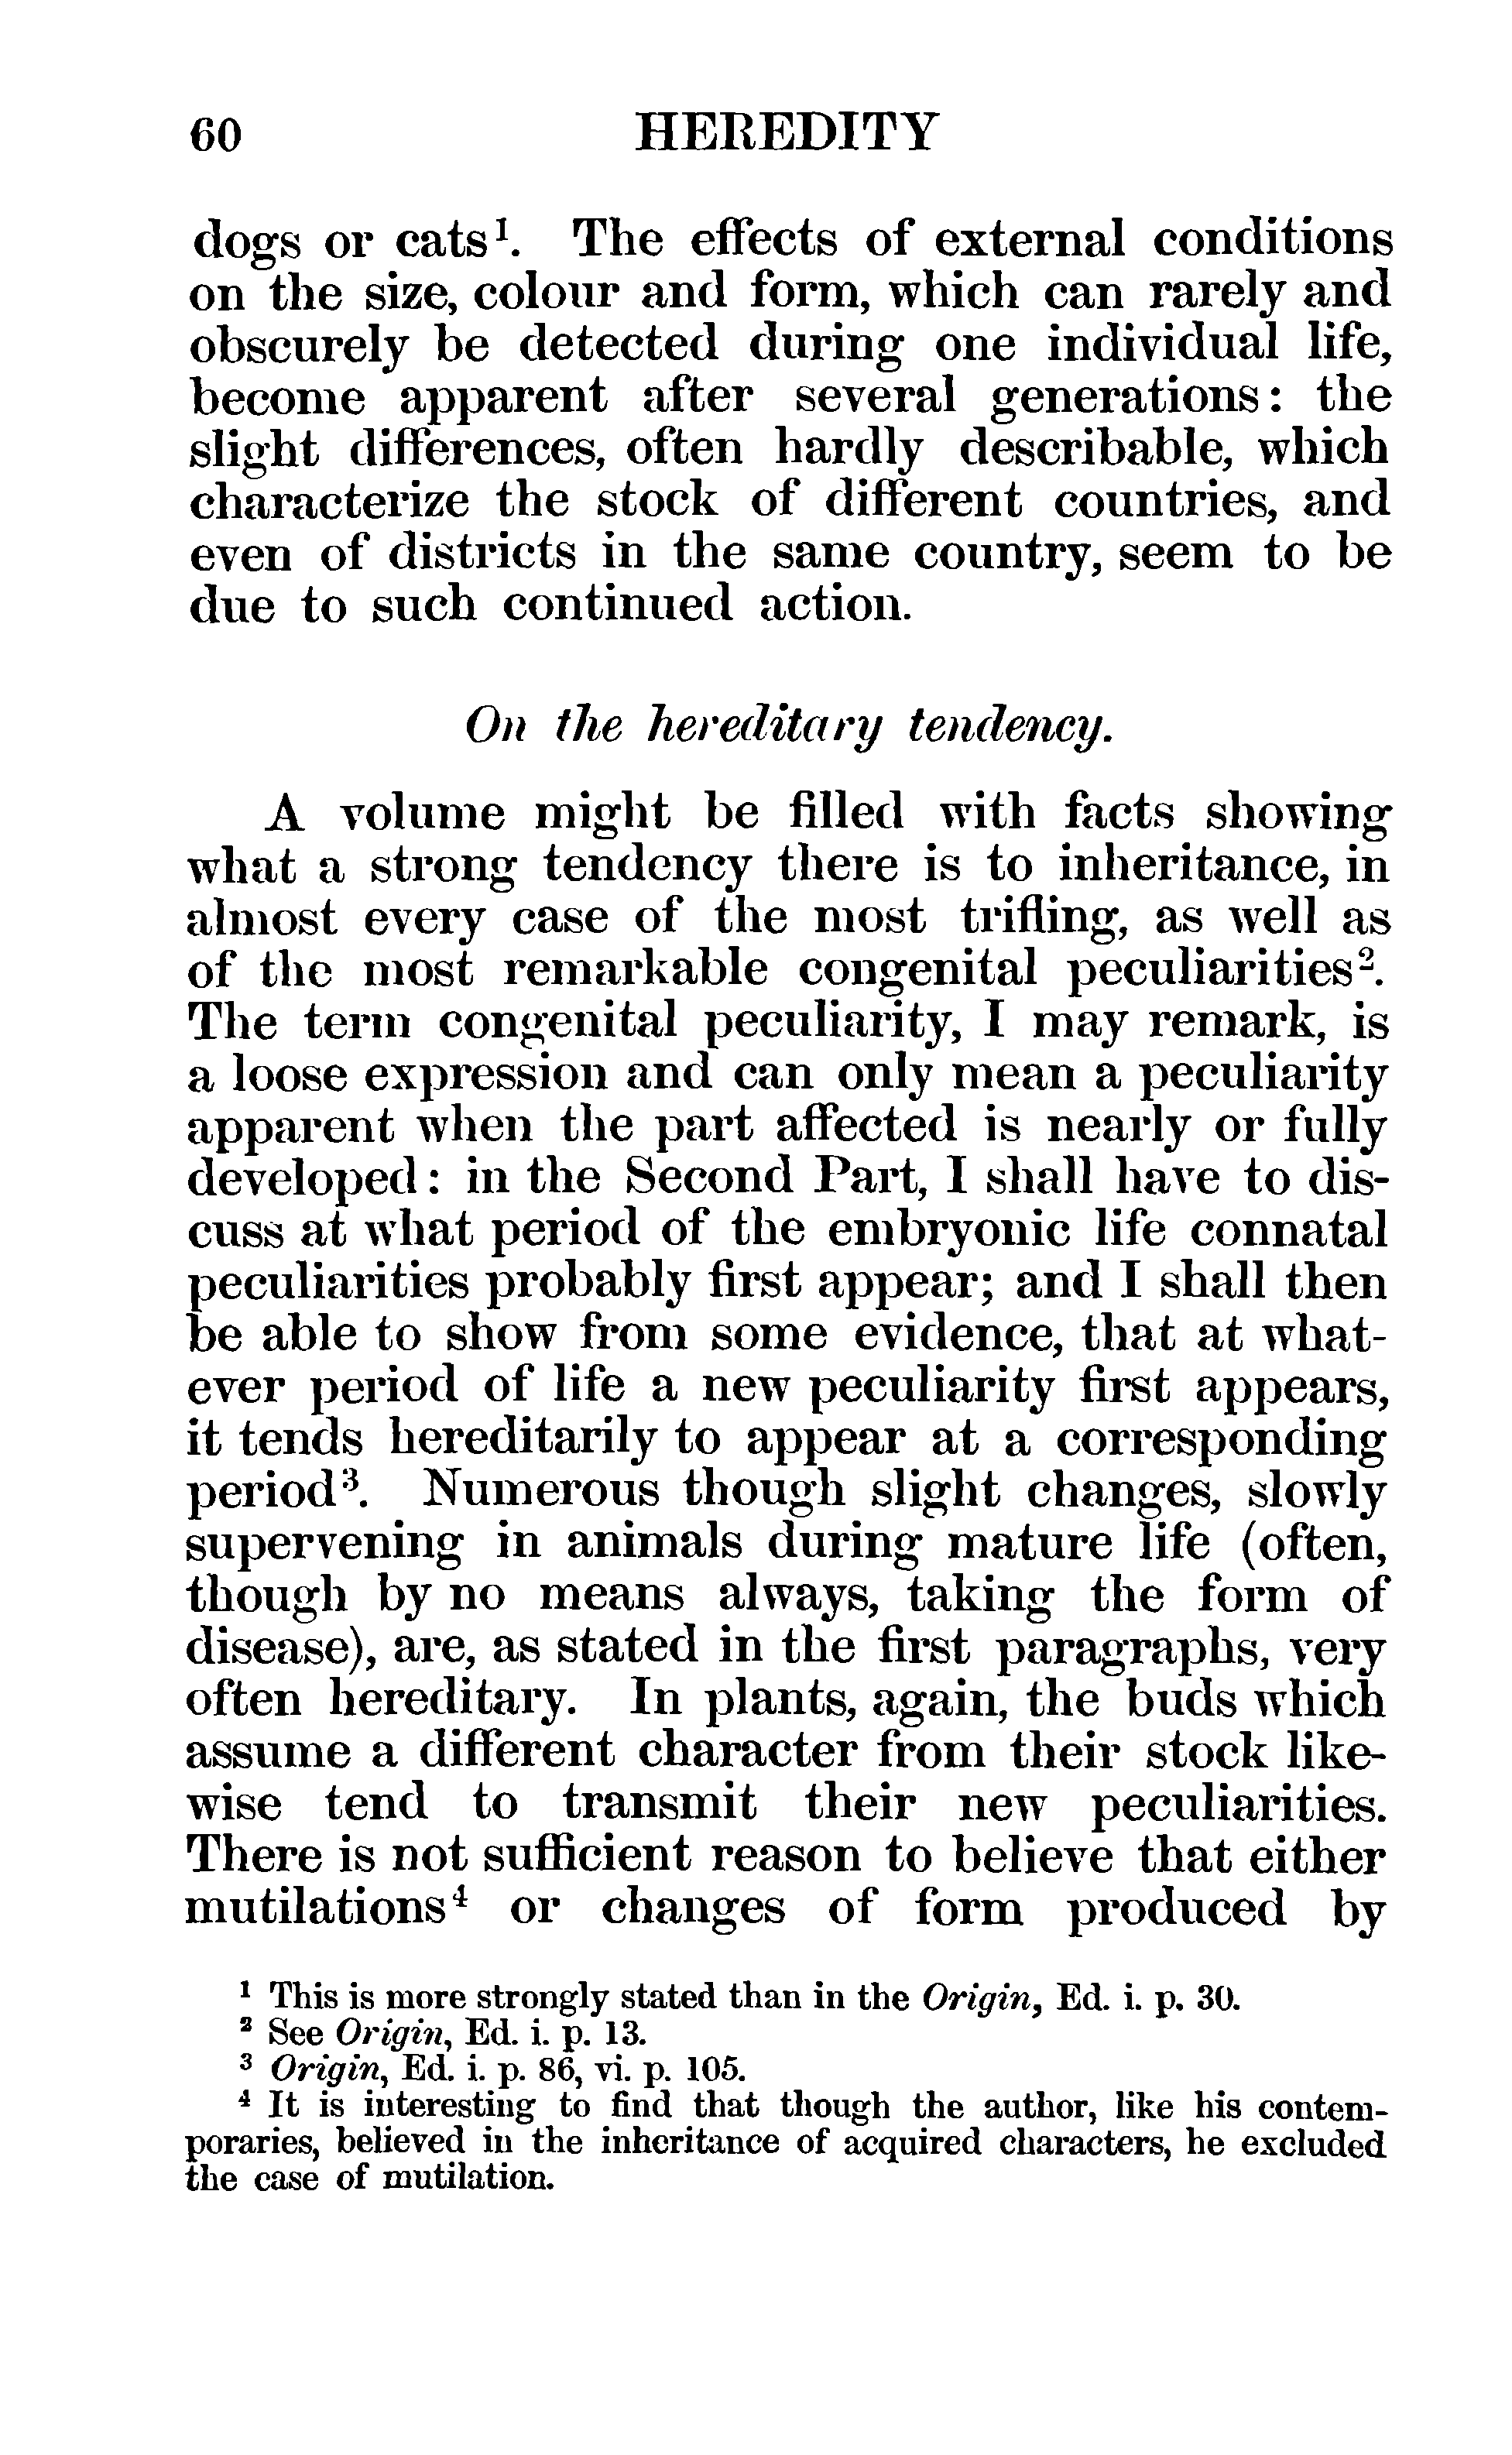 60 HEREDITY
dogs or cats¹. The effects of external conditions
on the size, colour and form, which can rarely and
obscurely be detected during one individual life,
become apparent after several generations: the
slight differences, often hardly describable, which
characterize the stock of different countries, and
even of districts in the same country, seem to be
due to such continued action.
On the hereditary tendency.
A volume might be filled with facts showing
what a strong tendency there is to inheritance, in
almost every case of the most trifling, as well as
of the most remarkable congenital peculiarities².
The term congenital peculiarity, I may remark, is
a loose expression and can only mean a peculiarity
apparent when the part affected is nearly or fully
developed: in the Second Part, I shall have to dis-
cuss at what period of the embryonic life connatal
peculiarities probably first appear; and I shall then
be able to show from some evidence, that at what-
ever period of life a new peculiarity first appears,
it tends hereditarily to appear at a corresponding
period³. Numerous though slight changes, slowly
supervening in animals during mature life (often,
though by no means always, taking the form of
disease), are, as stated in the first paragraphs, very
often hereditary. In plants, again, the buds which
assume a different character from their stock like-
wise tend to transmit their new peculiarities.
There is not sufficient reason to believe that either
mutilations⁴ or changes of form produced by
¹ This is more strongly stated than in the Origin, Ed. i. p. 30.
² See Origin, Ed. i. p. 13.
³ Origin, Ed. i. p. 86, vi. p. 105.
⁴ It is interesting to find that though the author, like his contem-
poraries, believed in the inheritance of acquired characters, he excluded
the case of mutilation.